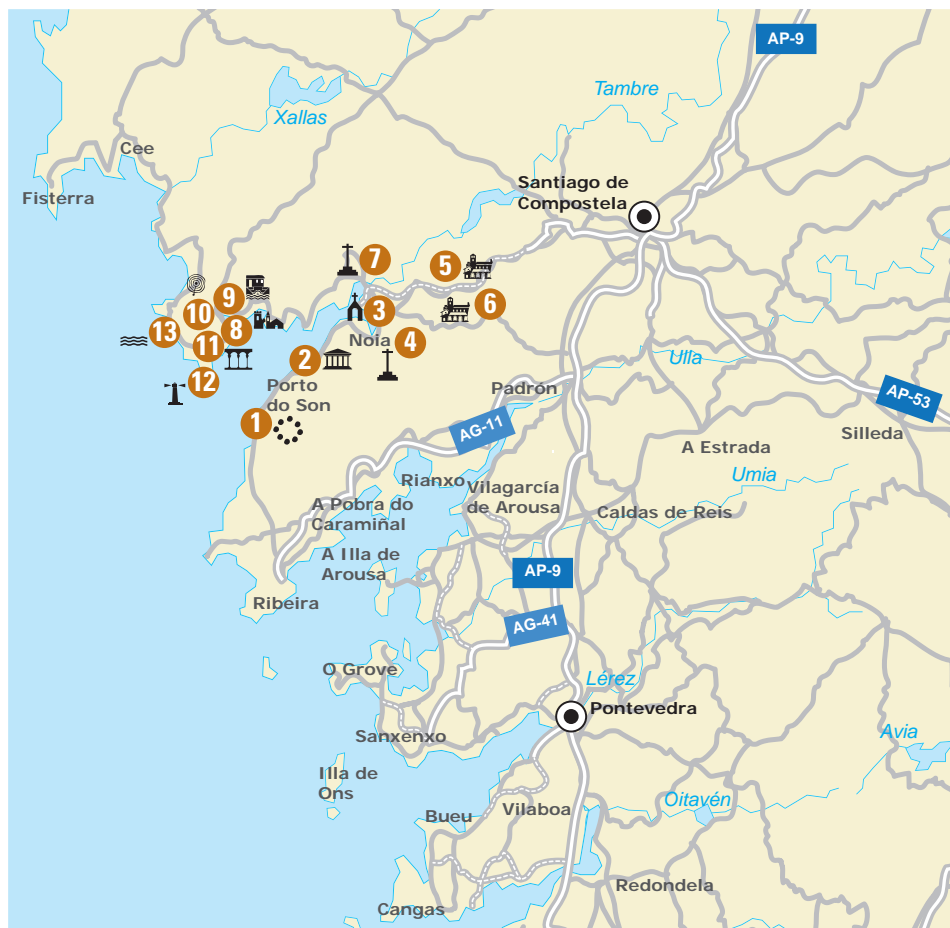 AP-9
Tambre
Xallas
Cee
Santiago de
Compostela
Fisterra
7
5
9
6
10
3
13
8
11
Noia
4
2
12
Ulla
Porto
do Son
Padrón
1
AG-11
AP-53
Silleda
A Estrada
Rianxo
Umia
Vilagarcía
de Arousa
A Pobra do
Caramiñal
Caldas de Reis
A Illa de
Arousa
AP-9
Ribeira
AG-41
O Grove
Lérez
Pontevedra
Sanxenxo
Avia
Illa de
Ons
Oitavén
Bueu
Vilaboa
Redondela
Cangas